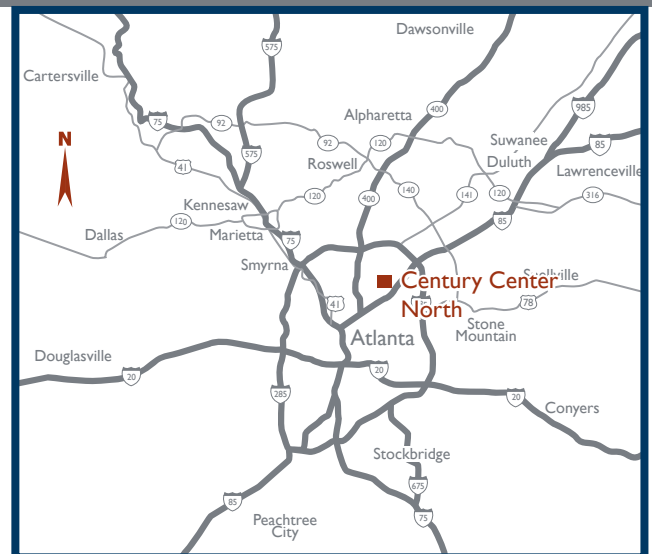 575
Dawsonville
Cartersville
400
985
Alpharetta
75
92
N
92
120
Suwanee
85
575
Roswell
Duluth
41
Lawrenceville
120
400
140
141
120
316
Kennesaw
120
85
Dallas
Marietta
75
Smyrna
Century Center
Snellville
North
41
78
Stone
Mountain
Atlanta
Douglasville
20
20
285
20
Conyers
Stockbridge
675
85
75
Peachtree
City